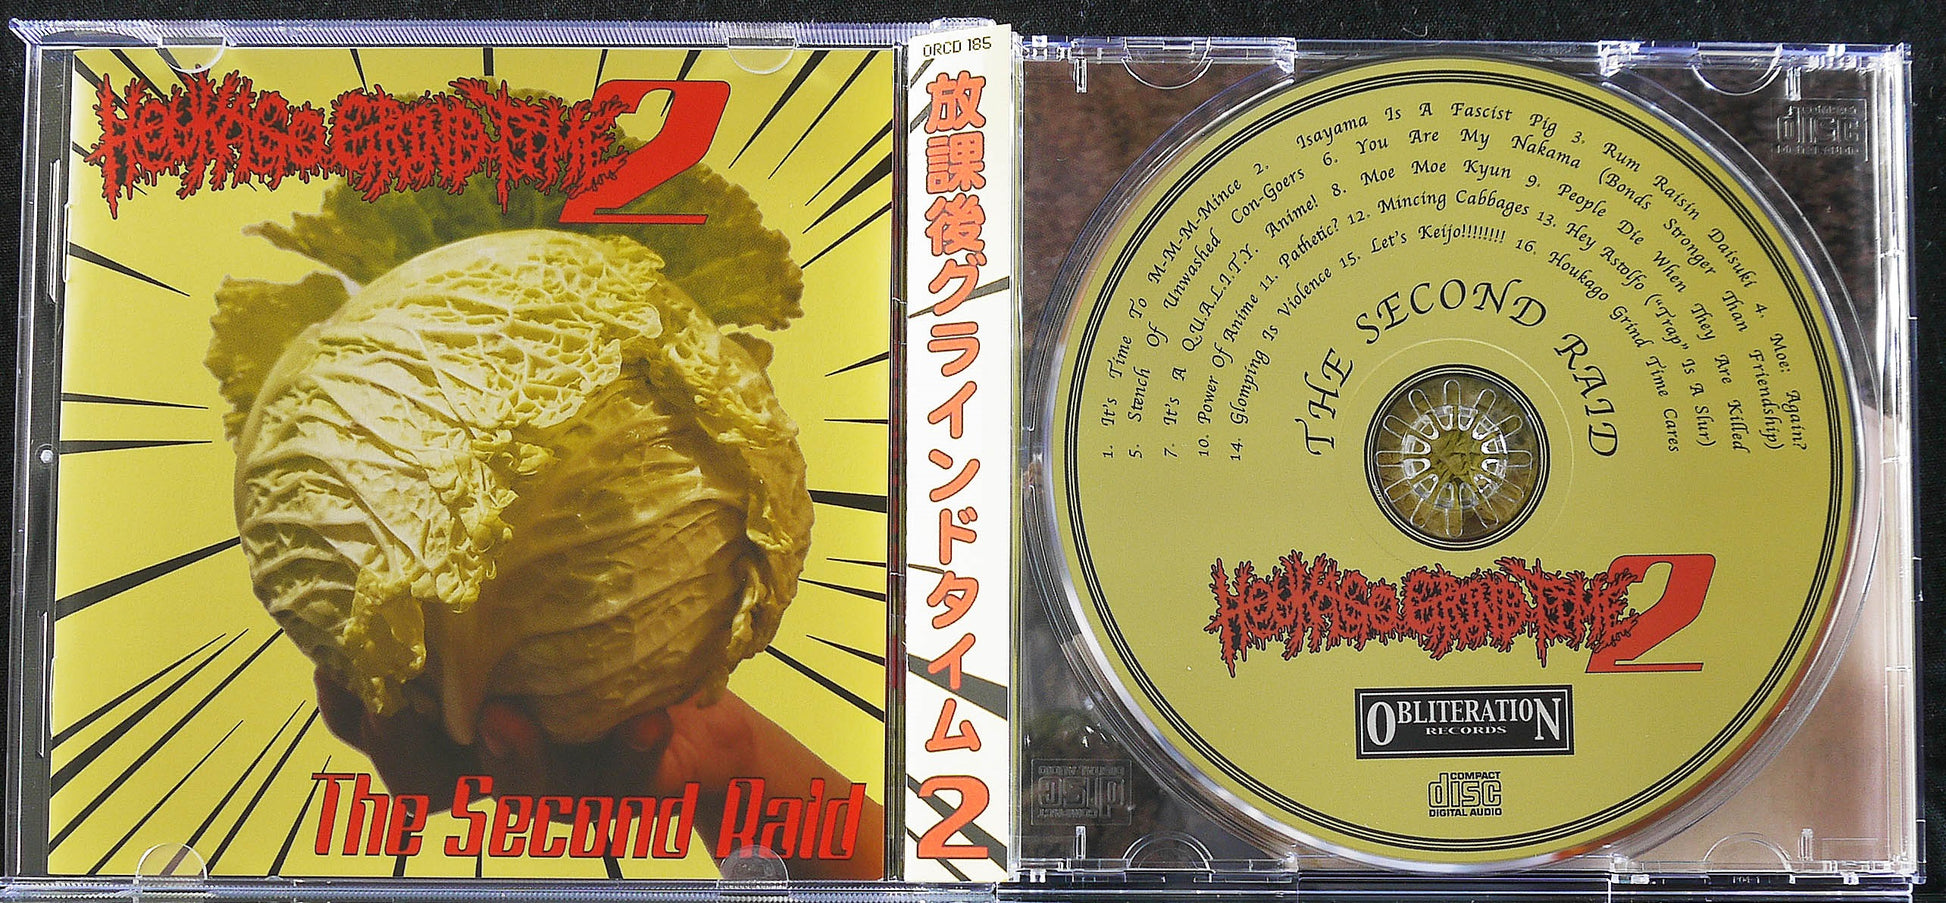 Houkago Grind Time 2
The Second Raid
ORCD 185
放課後グラインドタイム2
1. It's Time To M-M-M-Mince 2. Isayama Is A Fascist Pig 3. Rum Raisin Daisuki 4. Moe: Again?
5. Stench Of Unwashed Con-Goers 6. You Are My Nakama (Bonds Stronger Than Friendship)
7. It's A Q.U.A.L.I.T.Y. Anime! 8. Moe Moe Kyun 9. People Die When They Are Killed
10. Power Of Anime 11. Pathetic? 12. Mincing Cabbages 13. Hey Astolfo ("Trap" Is A Slur)
14. Glomping Is Violence 15. Let's Keijo!!!!!!!! 16. Houkago Grind Time Cares
THE SECOND RAID
Houkago Grind Time 2
OBLITERATION
RECORDS
COMPACT
disc
DIGITAL AUDIO